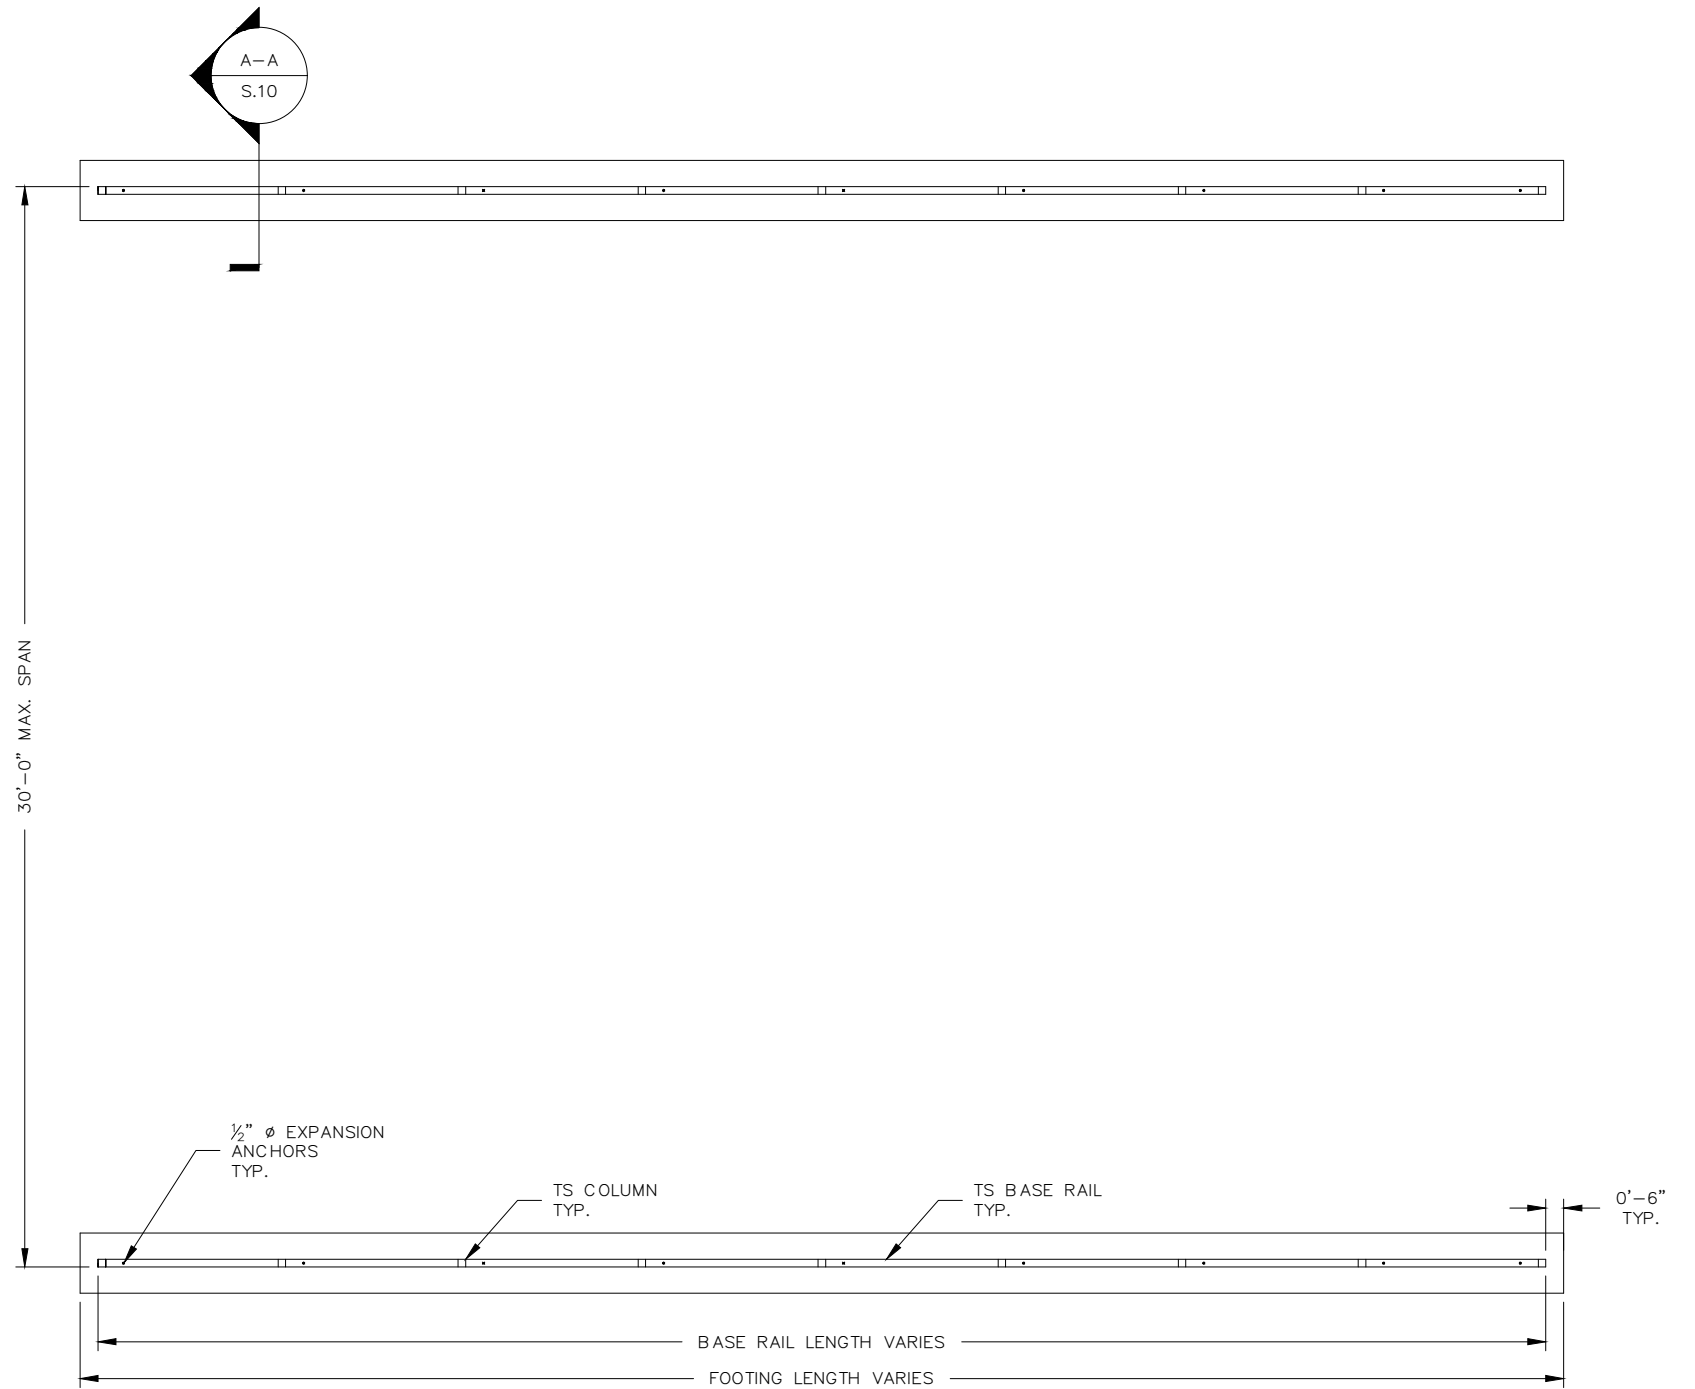 A-A
S.10
30'-0" MAX. SPAN
½" ø EXPANSION
ANCHORS
TYP.
TS COLUMN
TYP.
TS BASE RAIL
TYP.
0'-6"
TYP.
BASE RAIL LENGTH VARIES
FOOTING LENGTH VARIES